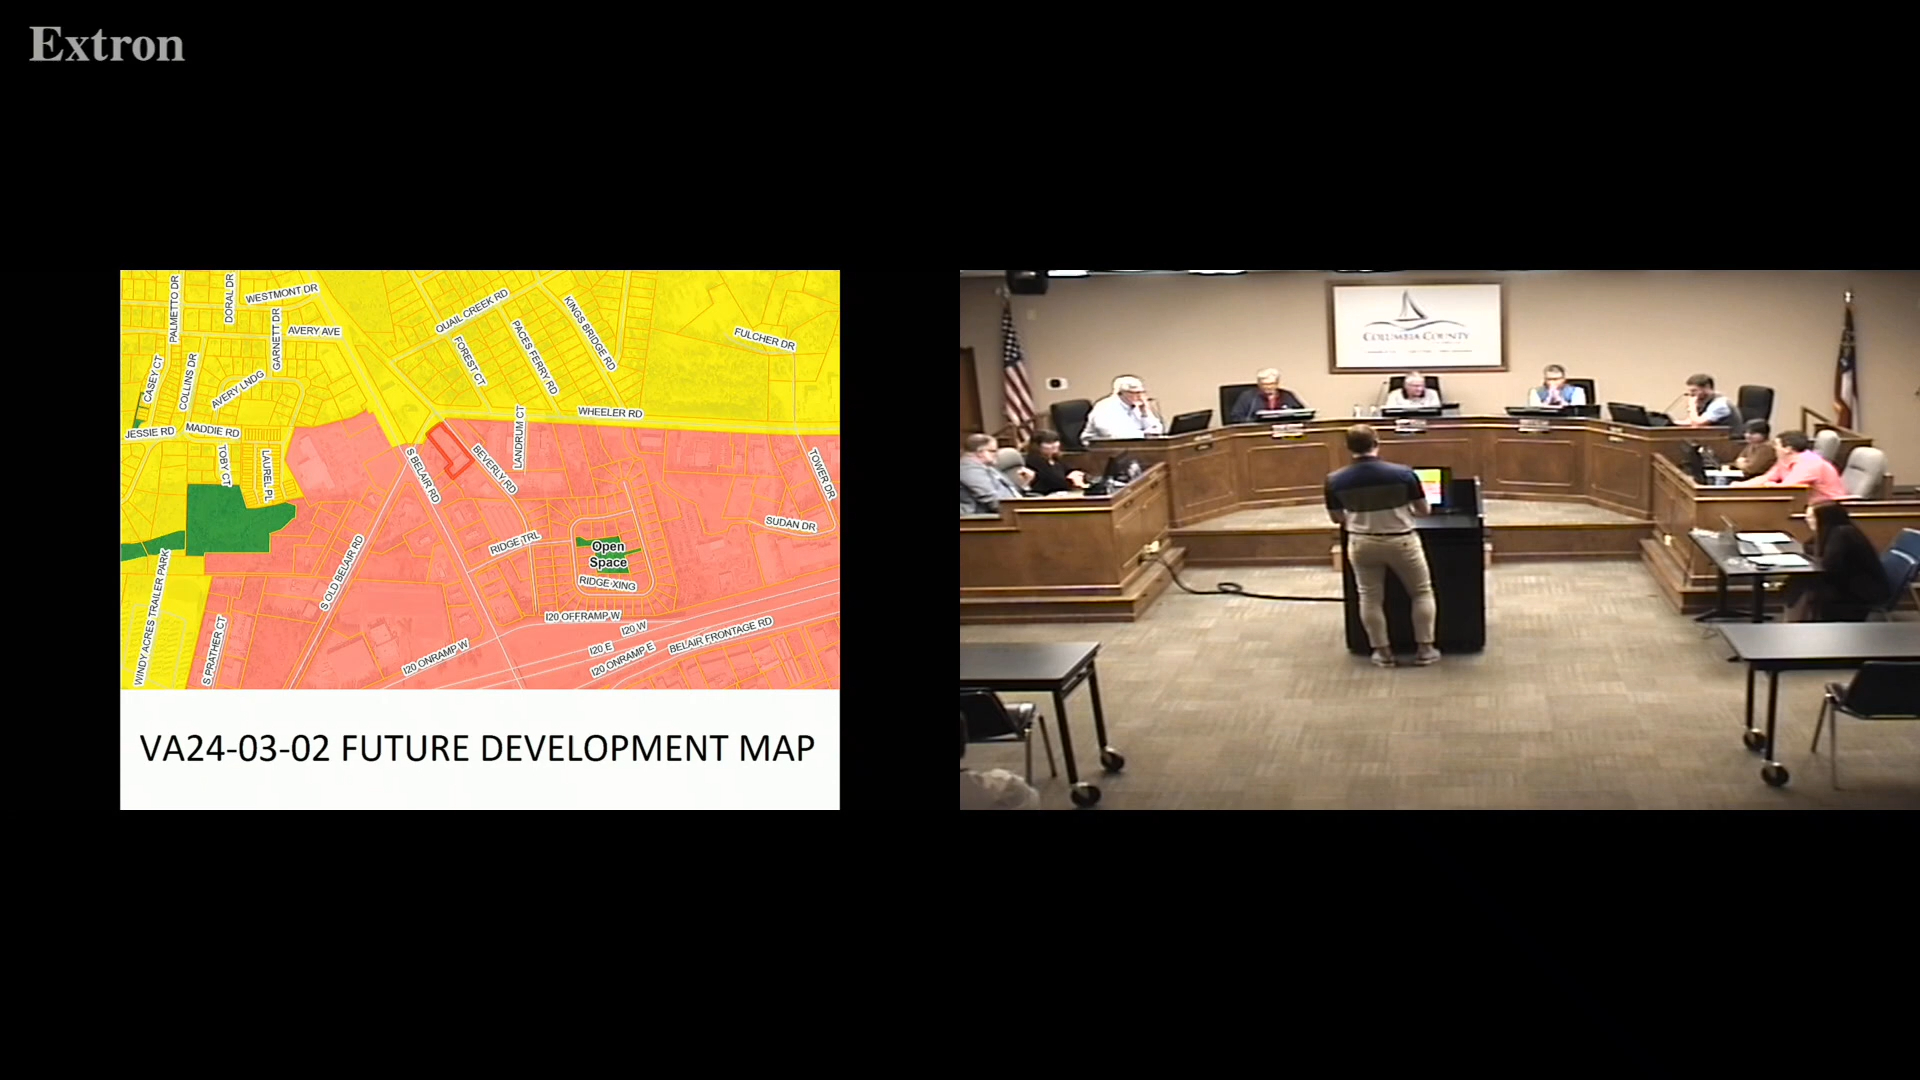 Extron
PALMETTO DR
DORAL DR
WESTMONT DR
GARNETT DR
AVERY AVE
QUAIL CREEK RD
KINGS BRIDGE RD
FULCHER DR
CASEY CT
COLLINS DR
AVERY LNDG
FOREST CT
PACES FERRY RD
WHEELER RD
JESSIE RD
MADDIE RD
TOBY CT
LAUREL PL
S BELAIR RD
BEVERLY RD
LANDRUM CT
TOWER DR
SUDAN DR
RIDGE TRL
Open
Space
RIDGE XING
S OLD BELAIR RD
WINDY ACRES TRAILER PARK
S PRATHER CT
I20 OFFRAMP W
I20 W
I20 E
I20 ONRAMP W
I20 ONRAMP E
BELAIR FRONTAGE RD
VA24-03-02 FUTURE DEVELOPMENT MAP
COLUMBIA COUNTY